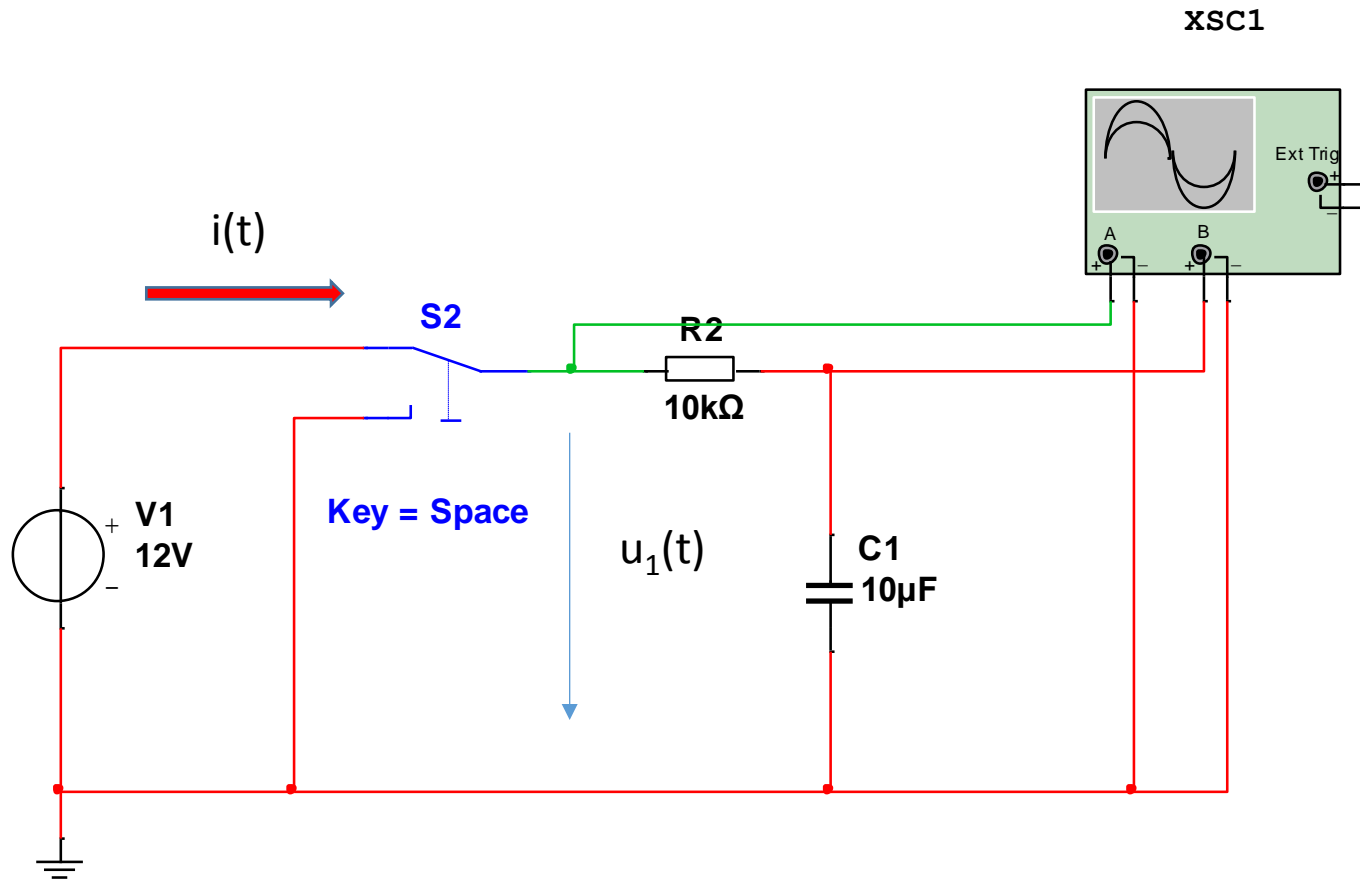 XSC1
Ext Trig
+
_
A
B
+
_
+
_
i(t)
S2
R2
10kΩ
Key = Space
V1
12V
+
–
u1(t)
C1
10µF